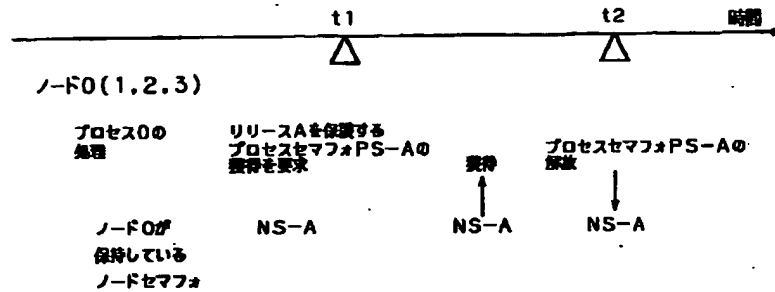 t1 t2 時間
ノードO(1,2,3)
プロセスOの
処理
リリースAを保護する
プロセスセマフォPS-Aの
獲得を要求
獲得
プロセスセマフォPS-Aの
解放
ノードOが
保持している
ノードセマフォ
NS-A NS-A NS-A